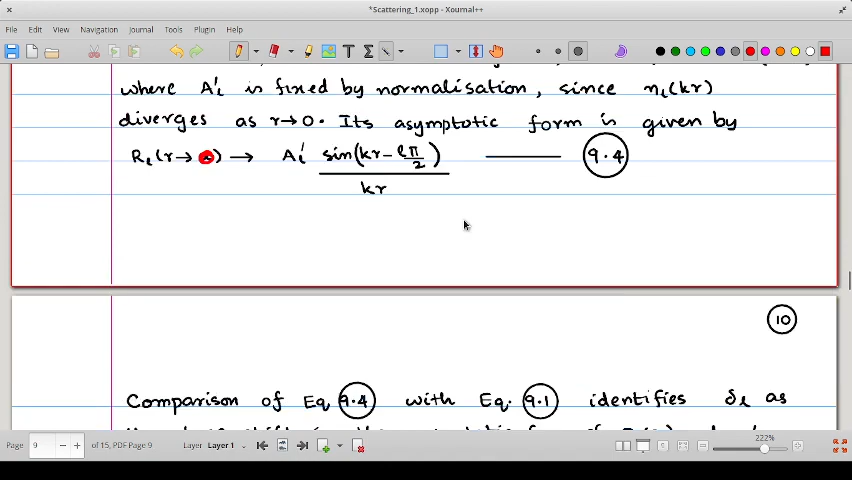 *Scattering_1.xopp - Xournal++
File Edit View Navigation Journal Tools Plugin Help
where A'ₗ is fixed by normalisation, since nₗ(kr)
diverges as r→0. Its asymptotic form is given by
Rₗ(r→ ) → Aₗ' sin(kr - lπ/2) / kr ——— 9.4
10
Comparison of Eq 9.4 with Eq. 9.1 identifies δₗ as
Page 9 of 15, PDF Page 9 Layer Layer 1 222%